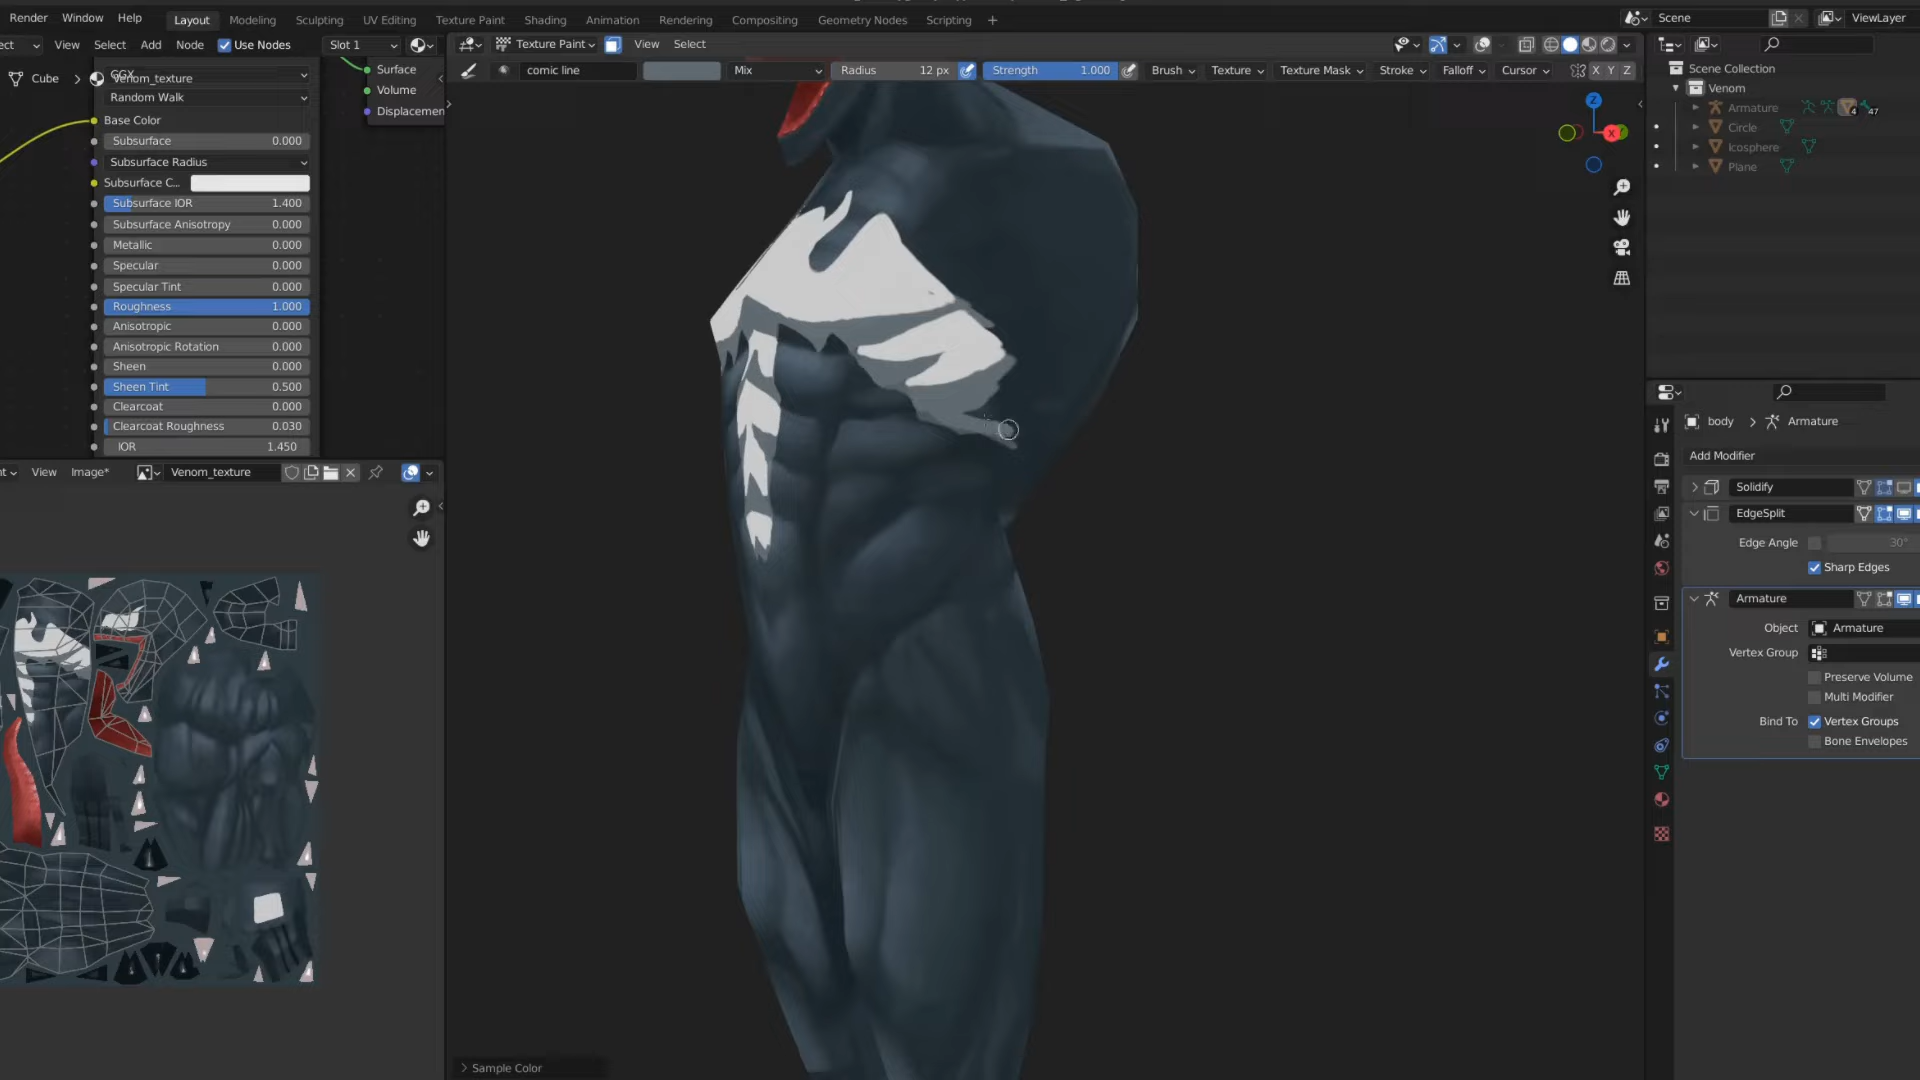 Render Window Help Layout Modeling Sculpting UV Editing Texture Paint Shading Animation Rendering Compositing Geometry Nodes Scripting + Scene ViewLayer
ect View Select Add Node Use Nodes Slot 1 Texture Paint View Select
Cube > Venom_texture
GGX
Random Walk
Base Color
Subsurface 0.000
Subsurface Radius
Subsurface C...
Subsurface IOR 1.400
Subsurface Anisotropy 0.000
Metallic 0.000
Specular 0.000
Specular Tint 0.000
Roughness 1.000
Anisotropic 0.000
Anisotropic Rotation 0.000
Sheen 0.000
Sheen Tint 0.500
Clearcoat 0.000
Clearcoat Roughness 0.030
IOR 1.450
Surface
Volume
Displacemen
comic line Mix Radius 12 px Strength 1.000 Brush Texture Texture Mask Stroke Falloff Cursor X Y Z
Z
X
nt View Image* Venom_texture
Sample Color
Scene Collection
Venom
Armature 4 47
Circle
Icosphere
Plane
body > Armature
Add Modifier
Solidify
EdgeSplit
Edge Angle 30°
Sharp Edges
Armature
Object Armature
Vertex Group
Preserve Volume
Multi Modifier
Bind To Vertex Groups
Bone Envelopes